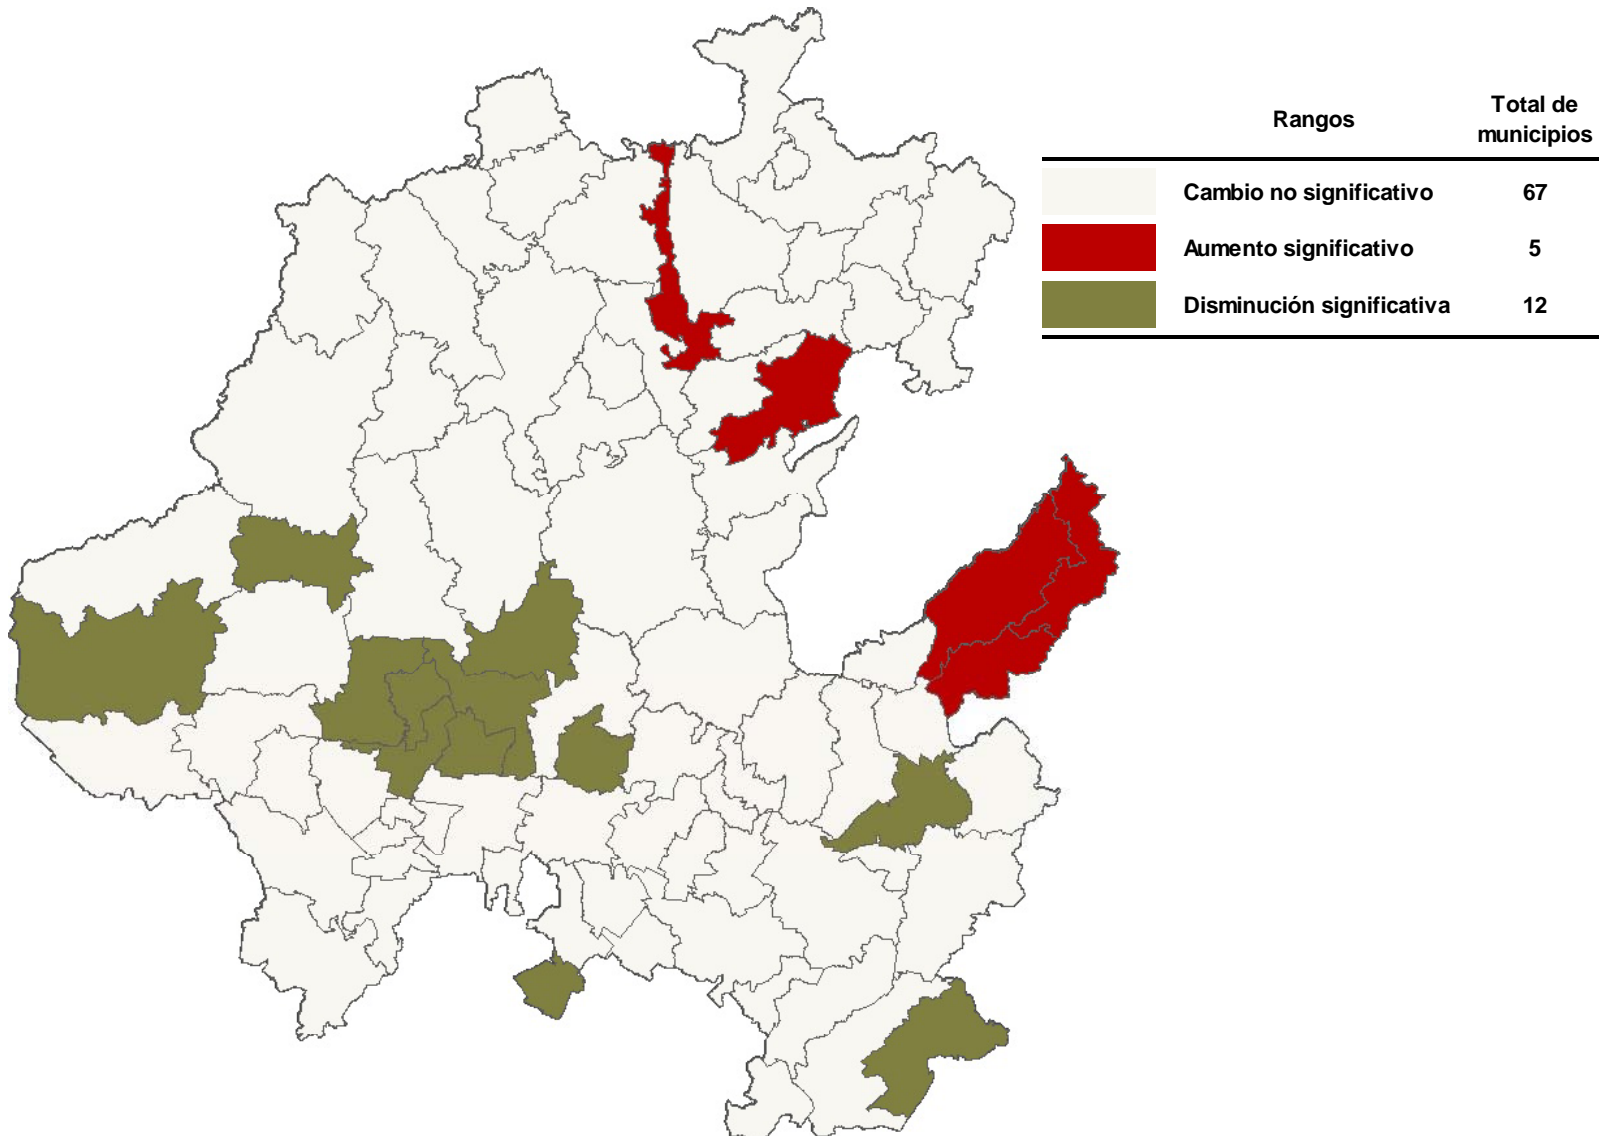 Rangos
Total de
municipios
Cambio no significativo 67
Aumento significativo 5
Disminución significativa 12